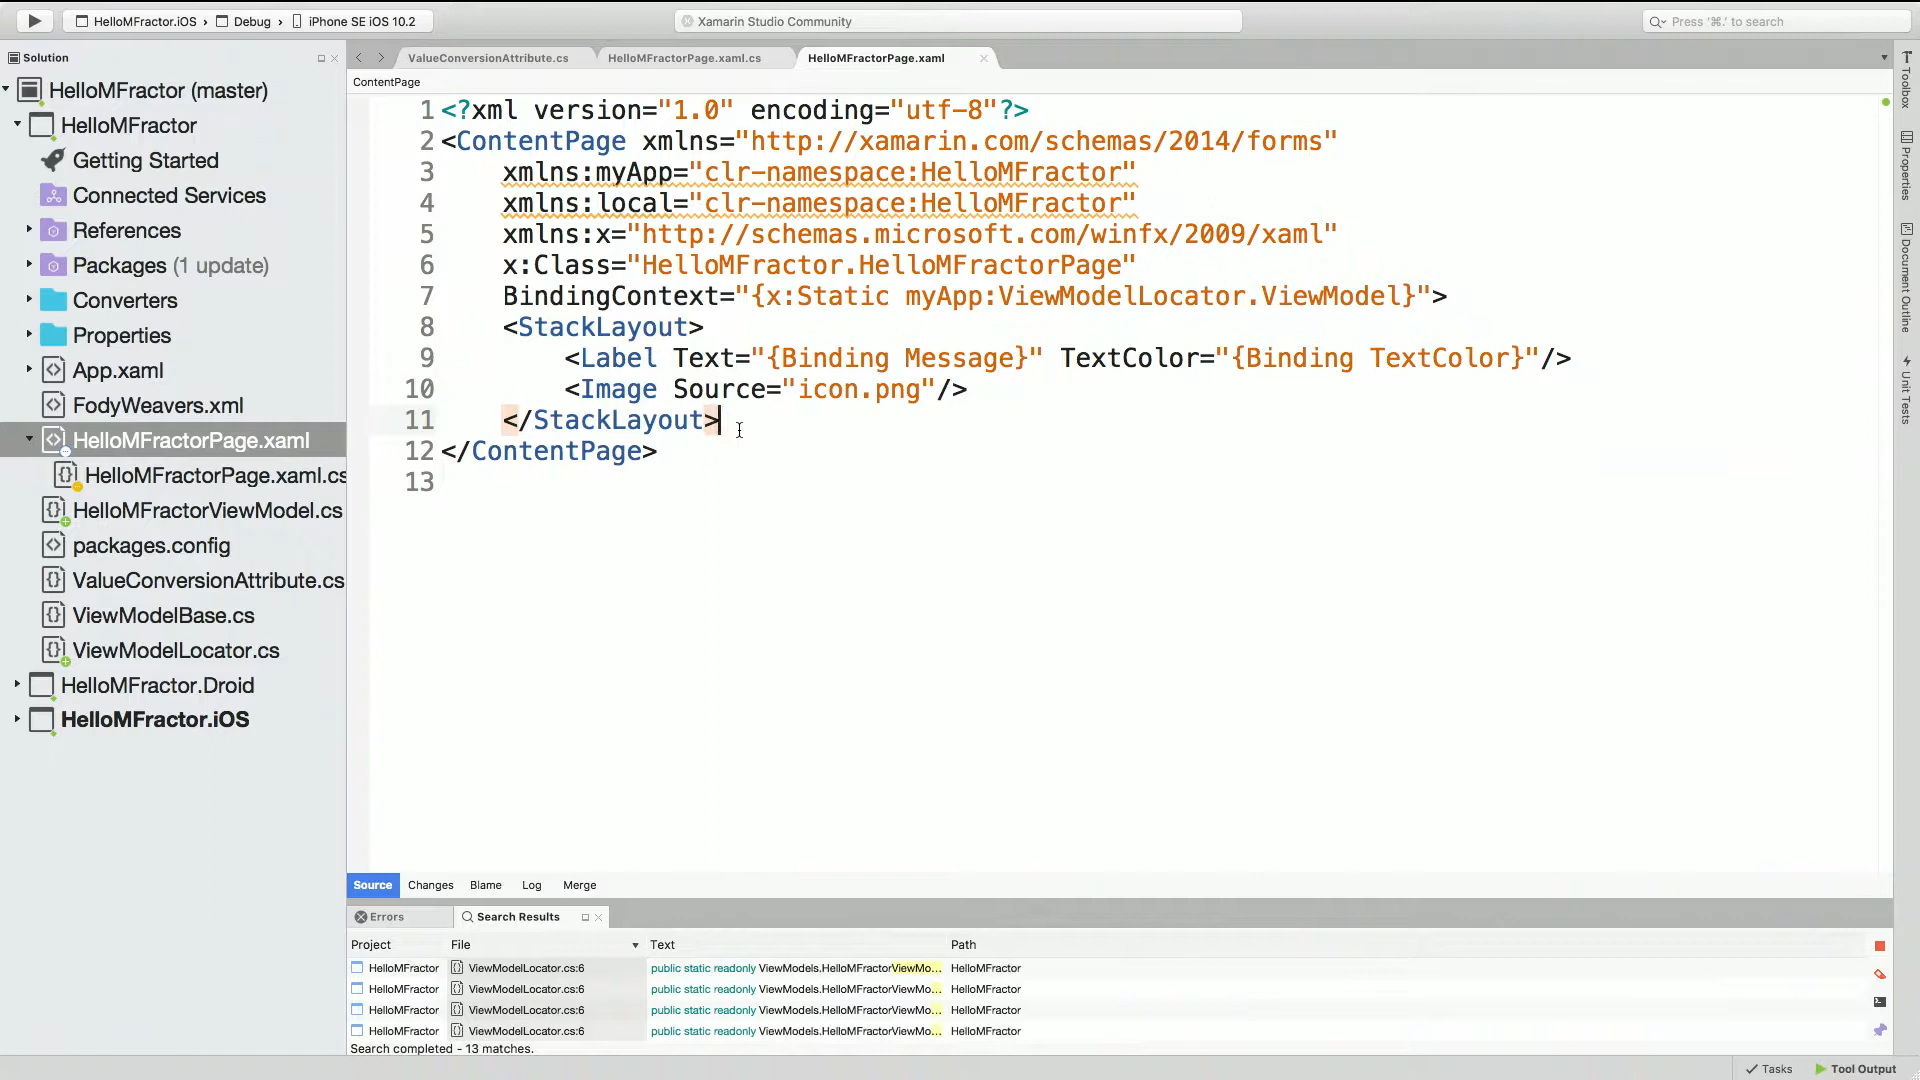 HelloMFractor.iOS › Debug › iPhone SE iOS 10.2
Xamarin Studio Community
Press '⌘.' to search
Solution
HelloMFractor (master)
HelloMFractor
Getting Started
Connected Services
References
Packages (1 update)
Converters
Properties
App.xaml
FodyWeavers.xml
HelloMFractorPage.xaml
HelloMFractorPage.xaml.cs
HelloMFractorViewModel.cs
packages.config
ValueConversionAttribute.cs
ViewModelBase.cs
ViewModelLocator.cs
HelloMFractor.Droid
HelloMFractor.iOS
ValueConversionAttribute.cs
HelloMFractorPage.xaml.cs
HelloMFractorPage.xaml
ContentPage
1 <?xml version="1.0" encoding="utf-8"?>
2 <ContentPage xmlns="http://xamarin.com/schemas/2014/forms"
3 xmlns:myApp="clr-namespace:HelloMFractor"
4 xmlns:local="clr-namespace:HelloMFractor"
5 xmlns:x="http://schemas.microsoft.com/winfx/2009/xaml"
6 x:Class="HelloMFractor.HelloMFractorPage"
7 BindingContext="{x:Static myApp:ViewModelLocator.ViewModel}">
8 <StackLayout>
9 <Label Text="{Binding Message}" TextColor="{Binding TextColor}"/>
10 <Image Source="icon.png"/>
11 </StackLayout>
12 </ContentPage>
13
Source Changes Blame Log Merge
Errors Search Results
Project File Text Path
HelloMFractor ViewModelLocator.cs:6 public static readonly ViewModels.HelloMFractorViewMo... HelloMFractor
HelloMFractor ViewModelLocator.cs:6 public static readonly ViewModels.HelloMFractorViewMo... HelloMFractor
HelloMFractor ViewModelLocator.cs:6 public static readonly ViewModels.HelloMFractorViewMo... HelloMFractor
HelloMFractor ViewModelLocator.cs:6 public static readonly ViewModels.HelloMFractorViewMo... HelloMFractor
Search completed - 13 matches.
Toolbox
Properties
Document Outline
Unit Tests
Tasks
Tool Output